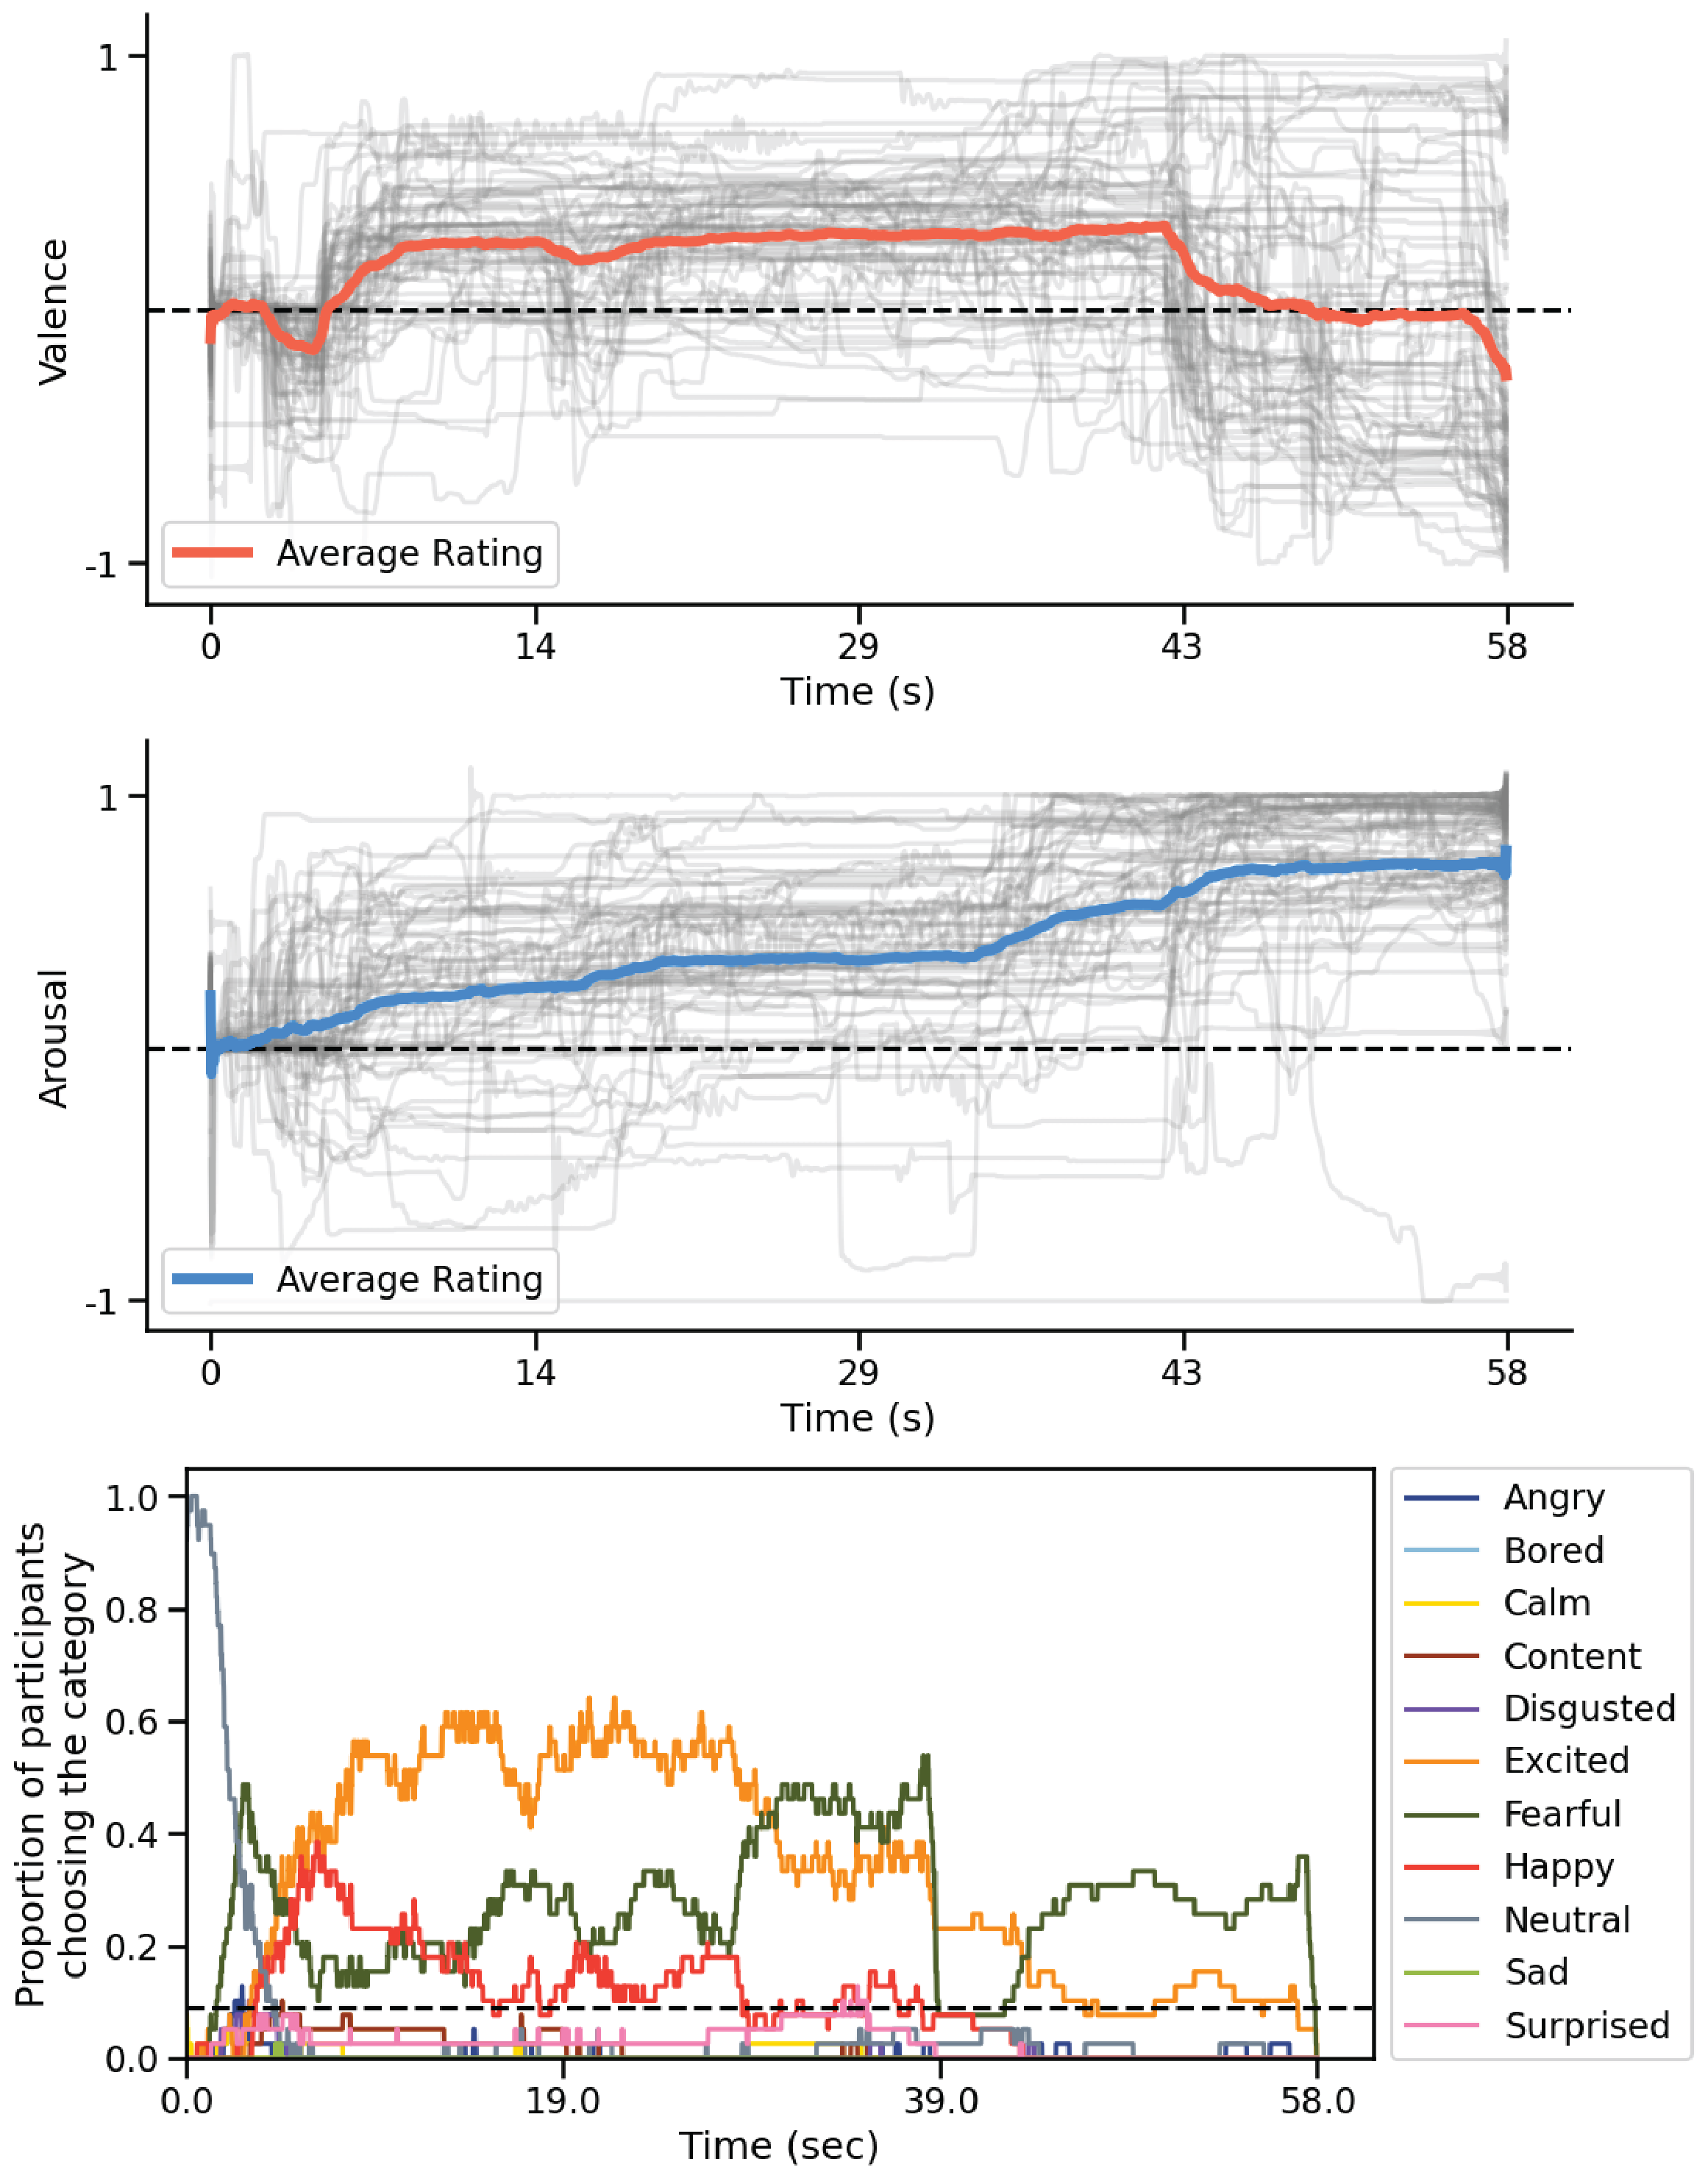 1
Valence
-1
Average Rating
0 14 29 43 58
Time (s)
1
Arousal
-1
Average Rating
0 14 29 43 58
Time (s)
Proportion of participants
choosing the category
1.0
0.8
0.6
0.4
0.2
0.0
0.0 19.0 39.0 58.0
Time (sec)
Angry
Bored
Calm
Content
Disgusted
Excited
Fearful
Happy
Neutral
Sad
Surprised